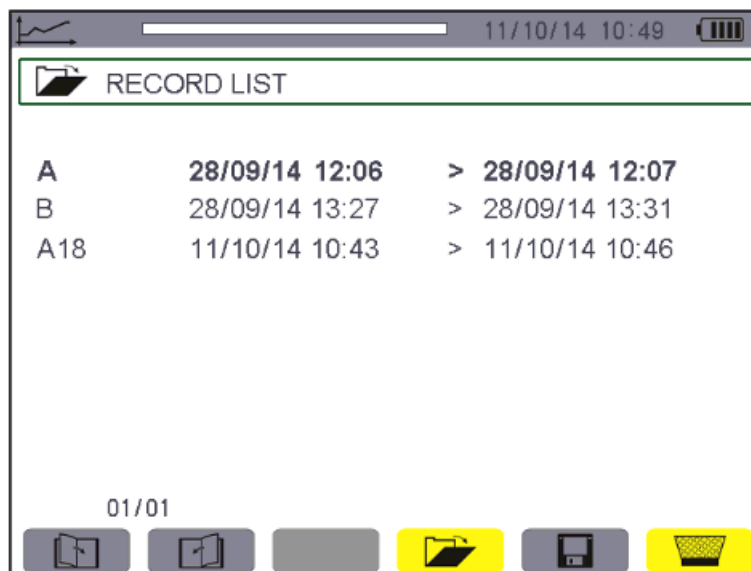 11/10/14 10:49
RECORD LIST
A 28/09/14 12:06 > 28/09/14 12:07
B 28/09/14 13:27 > 28/09/14 13:31
A18 11/10/14 10:43 > 11/10/14 10:46
01/01